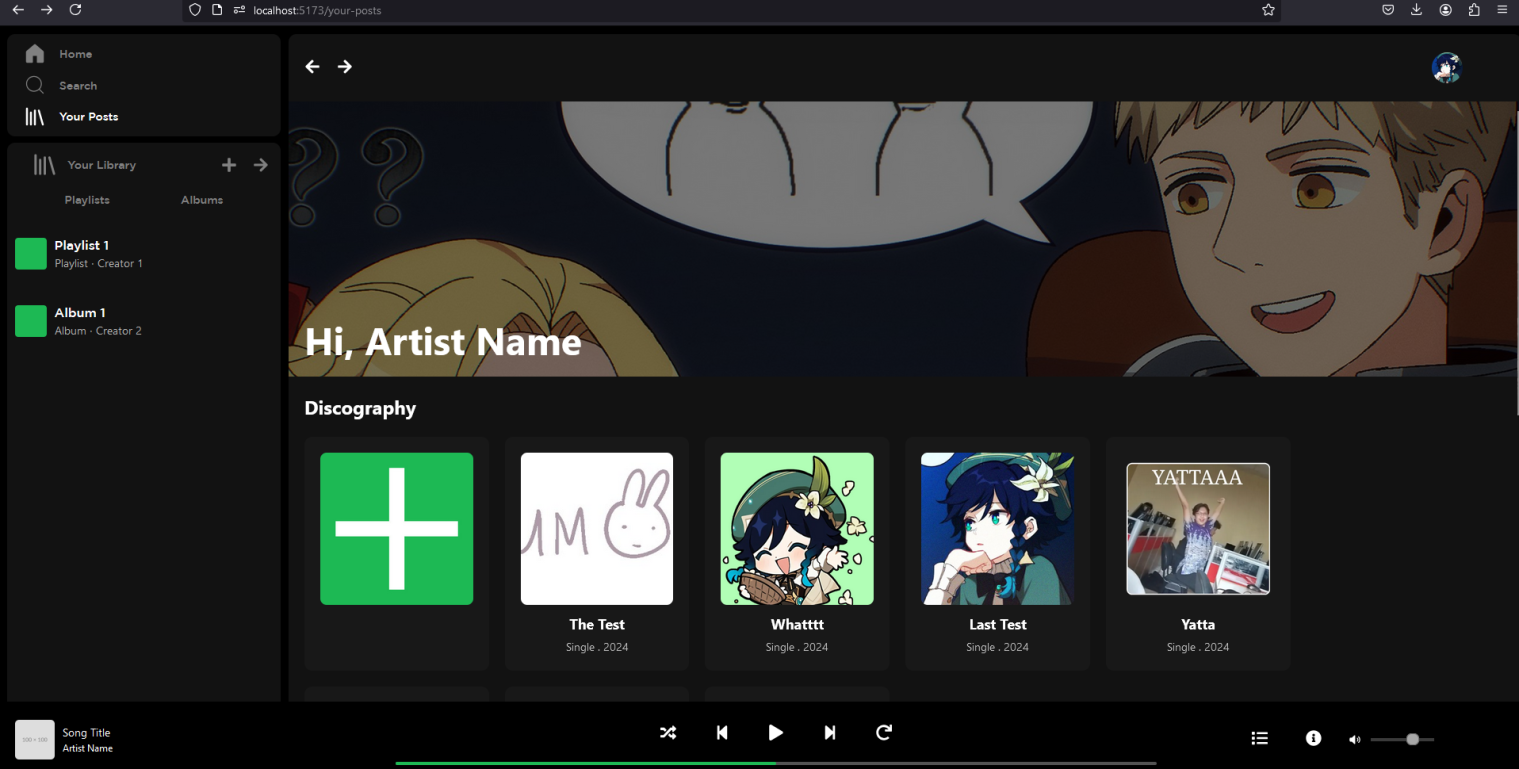 localhost:5173/your-posts
Home
Search
Your Posts
Your Library
Playlists Albums
Playlist 1
Playlist · Creator 1
Album 1
Album · Creator 2
? ?
Hi, Artist Name
Discography
I'M
YATTAAA
The Test Whatttt Last Test Yatta
Single . 2024 Single . 2024 Single . 2024 Single . 2024
100 × 100
Song Title
Artist Name